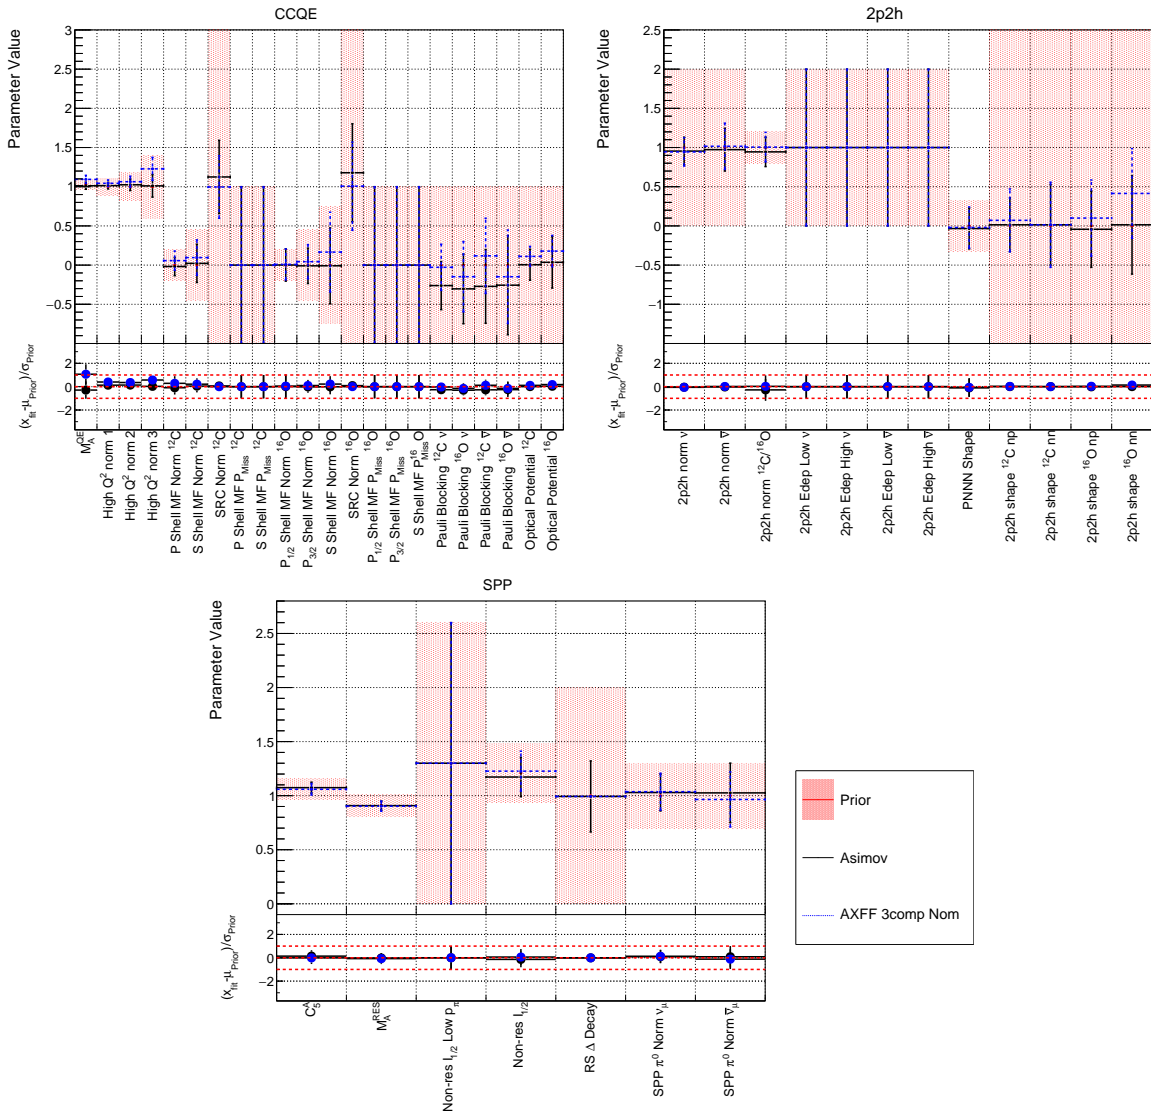 CCQE
Parameter Value
3
2.5
2
1.5
1
0.5
0
−0.5
(x_fit-μ_Prior)/σ_Prior
2
0
−2
M_A^QE
High Q² norm 1
High Q² norm 2
High Q² norm 3
P Shell MF Norm ¹²C
S Shell MF Norm ¹²C
SRC Norm ¹²C
P Shell MF P_Miss ¹²C
S Shell MF P_Miss ¹²C
P_1/2 Shell MF Norm ¹⁶O
P_3/2 Shell MF Norm ¹⁶O
S Shell MF Norm ¹⁶O
SRC Norm ¹⁶O
P_1/2 Shell MF P_Miss ¹⁶O
P_3/2 Shell MF P_Miss ¹⁶O
S Shell MF P_Miss ¹⁶O
Pauli Blocking ¹²C ν
Pauli Blocking ¹⁶O ν
Pauli Blocking ¹²C ν̅
Pauli Blocking ¹⁶O ν̅
Optical Potential ¹²C
Optical Potential ¹⁶O
2p2h
Parameter Value
2.5
2
1.5
1
0.5
0
−0.5
−1
(x_fit-μ_Prior)/σ_Prior
2
0
−2
2p2h norm ν
2p2h norm ν̅
2p2h norm ¹²C/¹⁶O
2p2h Edep Low ν
2p2h Edep High ν
2p2h Edep Low ν̅
2p2h Edep High ν̅
PNNN Shape
2p2h shape ¹²C np
2p2h shape ¹²C nn
2p2h shape ¹⁶O np
2p2h shape ¹⁶O nn
SPP
Parameter Value
2.5
2
1.5
1
0.5
0
(x_fit-μ_Prior)/σ_Prior
2
0
−2
C_5^A
M_A^RES
Non-res I_1/2 Low p_π
Non-res I_1/2
RS Δ Decay
SPP π⁰ Norm ν_μ
SPP π⁰ Norm ν̅_μ
Prior
Asimov
AXFF 3comp Nom